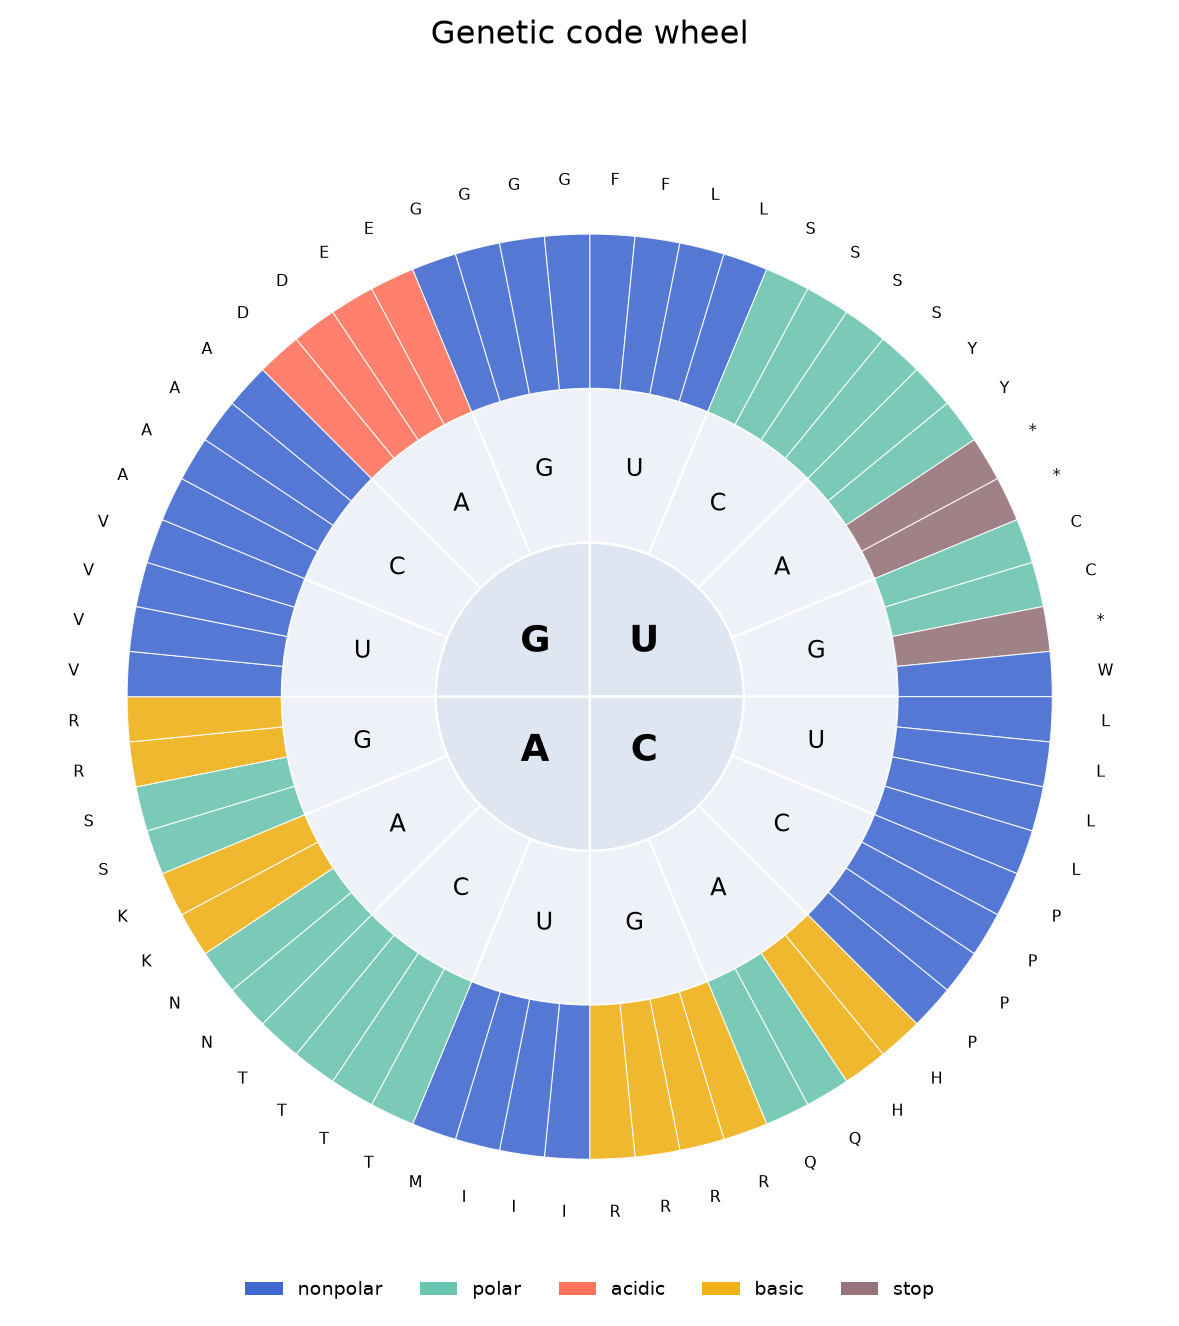 Genetic code wheel
F
F
L
L
S
S
S
S
Y
Y
*
*
C
C
*
W
L
L
L
L
P
P
P
P
H
H
Q
Q
R
R
R
R
I
I
I
M
T
T
T
T
N
N
K
K
S
S
R
R
V
V
V
V
A
A
A
A
D
D
E
E
G
G
G
G
U
C
A
G
U
C
A
G
U
C
A
G
U
C
A
G
U
C
A
G
nonpolar
polar
acidic
basic
stop